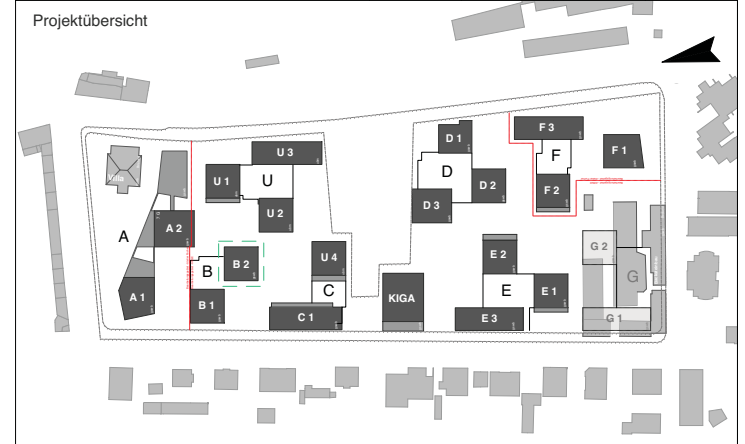 Projektübersicht
F 3
D 1
U 3
F 1
F
Villa
D
U 1
U
D 2
F 2
D 3
U 2
A 2
A
G 2
E 2
U 4
B 2
B
G
C
E
KIGA
E 1
A 1
B 1
C 1
E 3
G 1